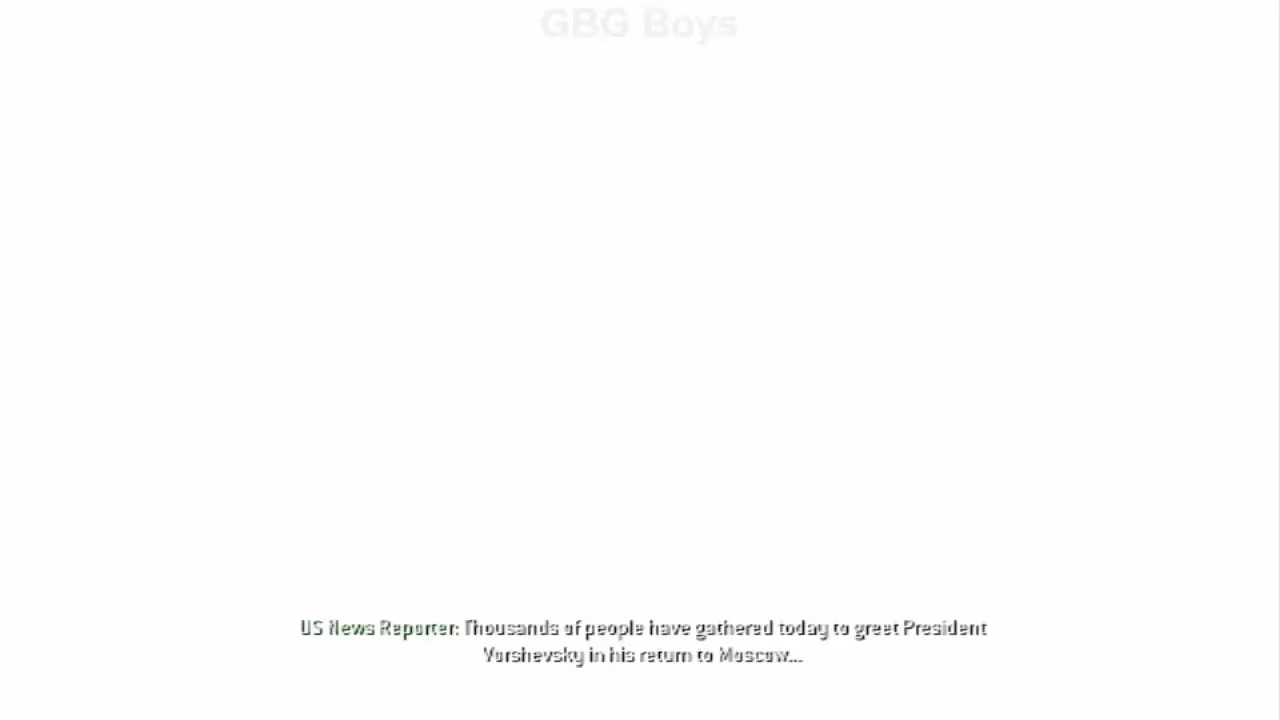 GBG Boys
US News Reporter: Thousands of people have gathered today to greet President
Vorshevsky in his return to Moscow...